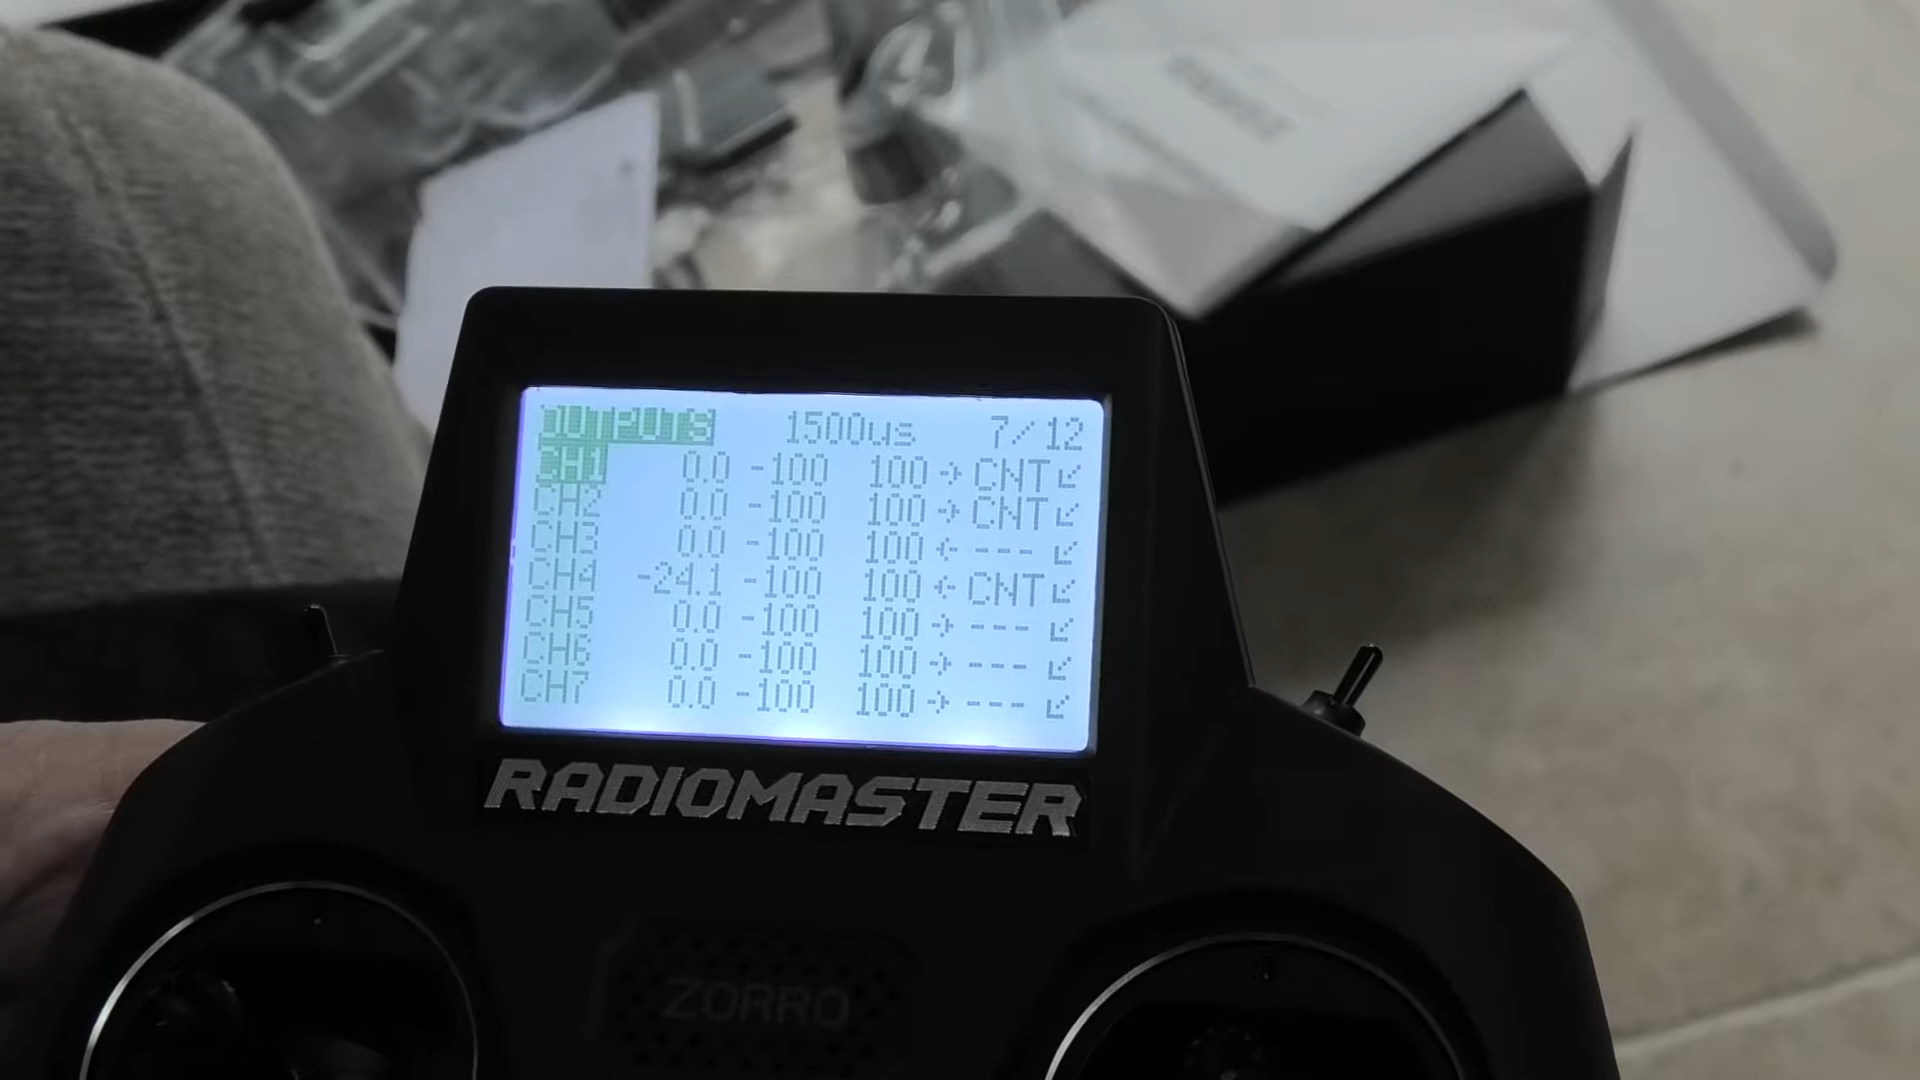 OUTPUTS 1500us 7/12
CH1 0.0 -100 100 → CNT ↙
CH2 0.0 -100 100 → CNT ↙
CH3 0.0 -100 100 ← --- ↙
CH4 -24.1 -100 100 ← CNT ↙
CH5 0.0 -100 100 → --- ↙
CH6 0.0 -100 100 → --- ↙
CH7 0.0 -100 100 → --- ↙
RADIOMASTER
ZORRO